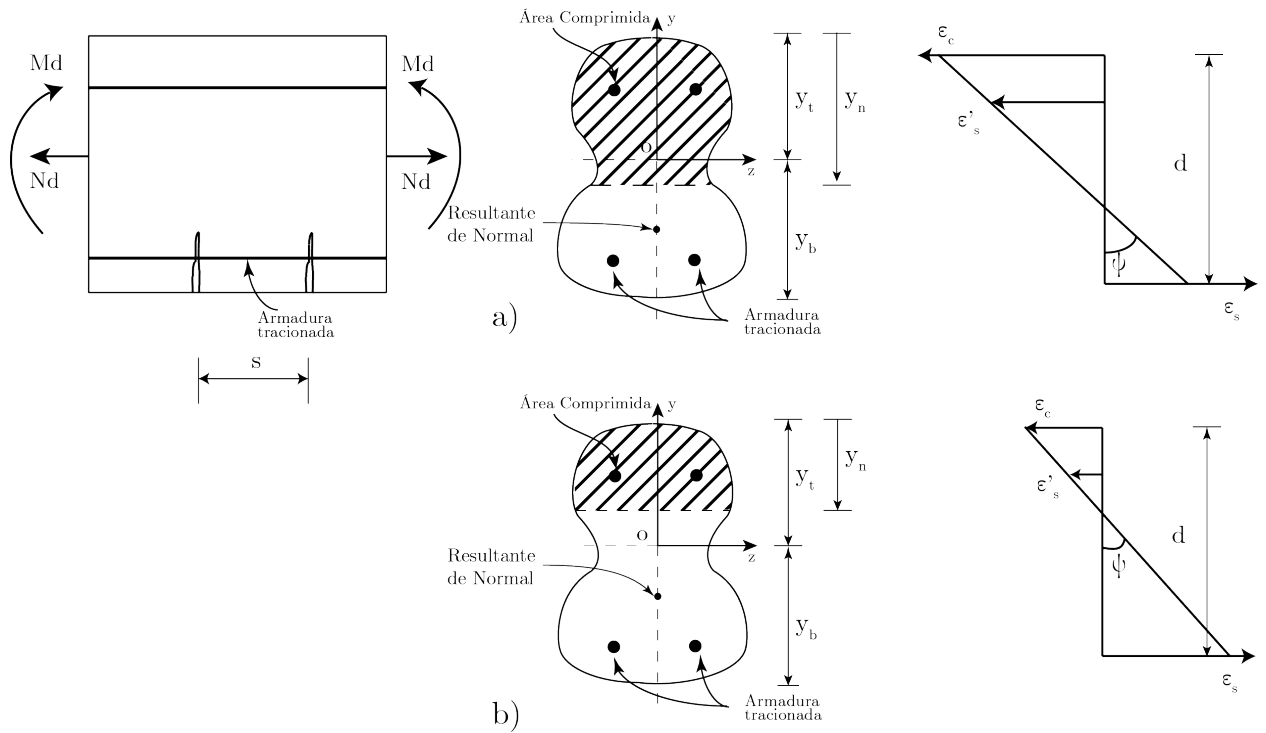 Md
Md
Nd
Nd
Armadura
tracionada
s
Área Comprimida
y
O
z
y_t
y_n
y_b
Resultante
de Normal
Armadura
tracionada
a)
ε_c
ε'_s
d
ψ
ε_s
Área Comprimida
y
O
z
y_t
y_n
y_b
Resultante
de Normal
Armadura
tracionada
b)
ε_c
ε'_s
d
ψ
ε_s